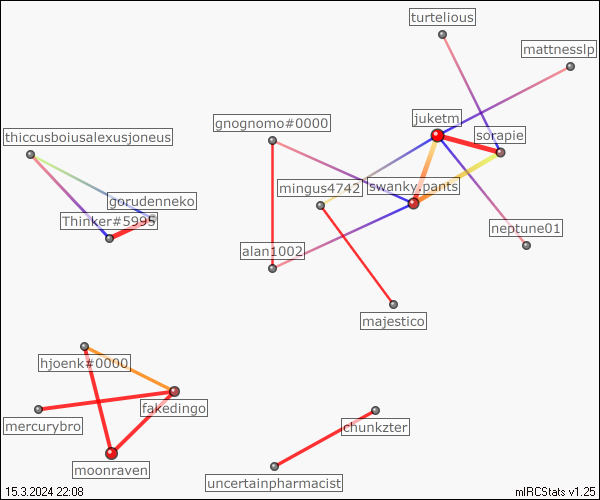 turtelious
mattnesslp
juketm
gnognomo#0000
sorapie
thiccusboiusalexusjoneus
mingus4742
swanky.pants
gorudenneko
Thinker#5995
neptune01
alan1002
majestico
hjoenk#0000
fakedingo
mercurybro
chunkzter
moonraven
uncertainpharmacist
15.3.2024 22:08
mIRCStats v1.25